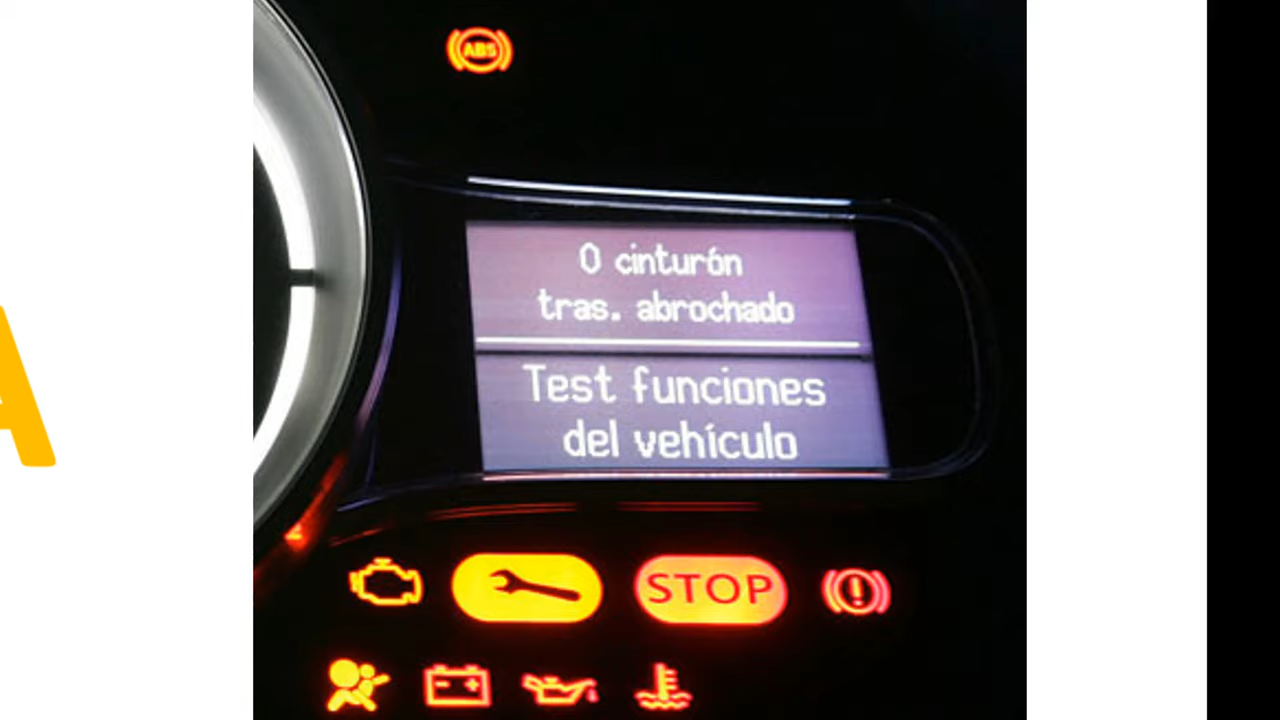 ABS
0 cinturón
tras. abrochado
Test funciones
del vehículo
STOP
A